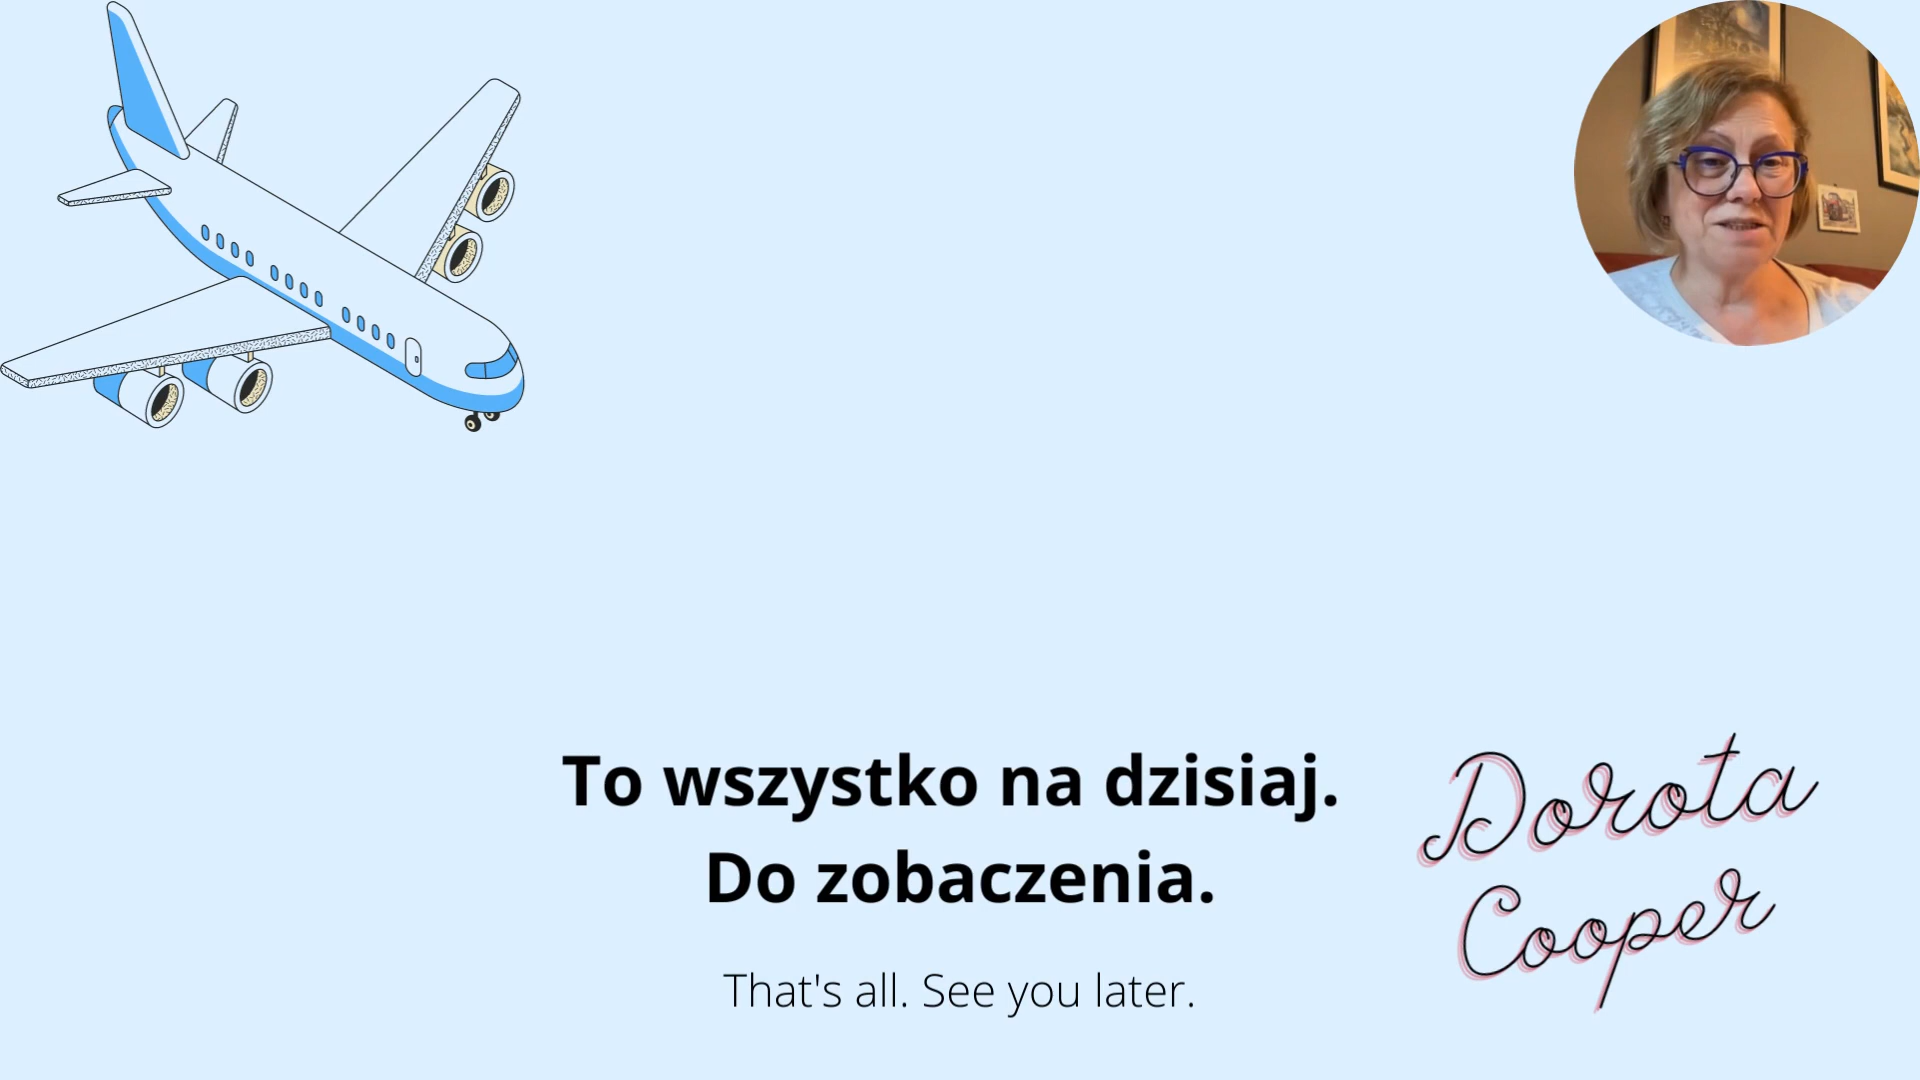 To wszystko na dzisiaj.
Do zobaczenia.
That's all. See you later.
Dorota
Cooper